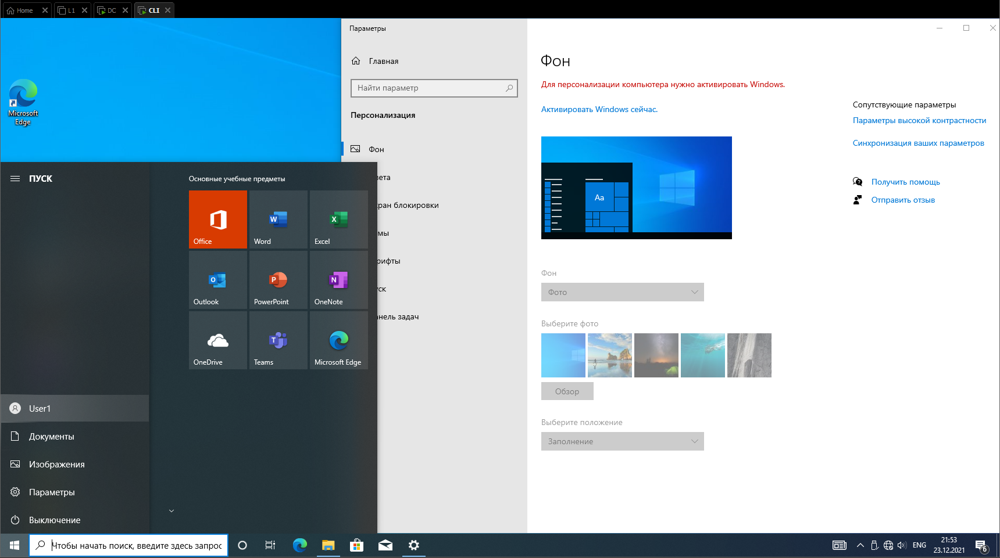 Home
L1
DC
CLI
Microsoft
Edge
Параметры
Главная
Найти параметр
Персонализация
Фон
вета
кран блокировки
мы
рифты
ск
анель задач
Фон
Для персонализации компьютера нужно активировать Windows.
Активировать Windows сейчас.
Aa
Фон
Фото
Выберите фото
Обзор
Выберите положение
Заполнение
Сопутствующие параметры
Параметры высокой контрастности
Синхронизация ваших параметров
Получить помощь
Отправить отзыв
ПУСК
User1
Документы
Изображения
Параметры
Выключение
Основные учебные предметы
Office
Word
Excel
Outlook
PowerPoint
OneNote
OneDrive
Teams
Microsoft Edge
Чтобы начать поиск, введите здесь запрос
ENG
21:53
23.12.2021
6